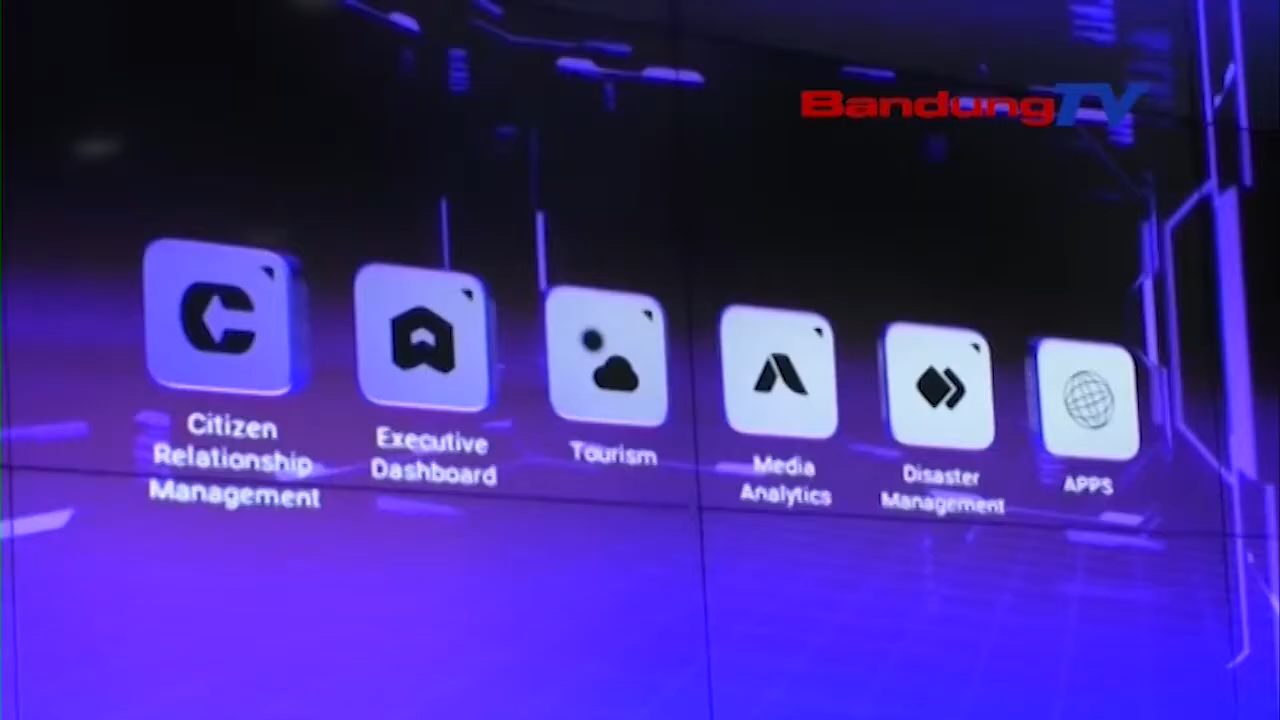 BandungTV
Citizen
Relationship
Management
Executive
Dashboard
Tourism
Media
Analytics
Disaster
Management
APPS